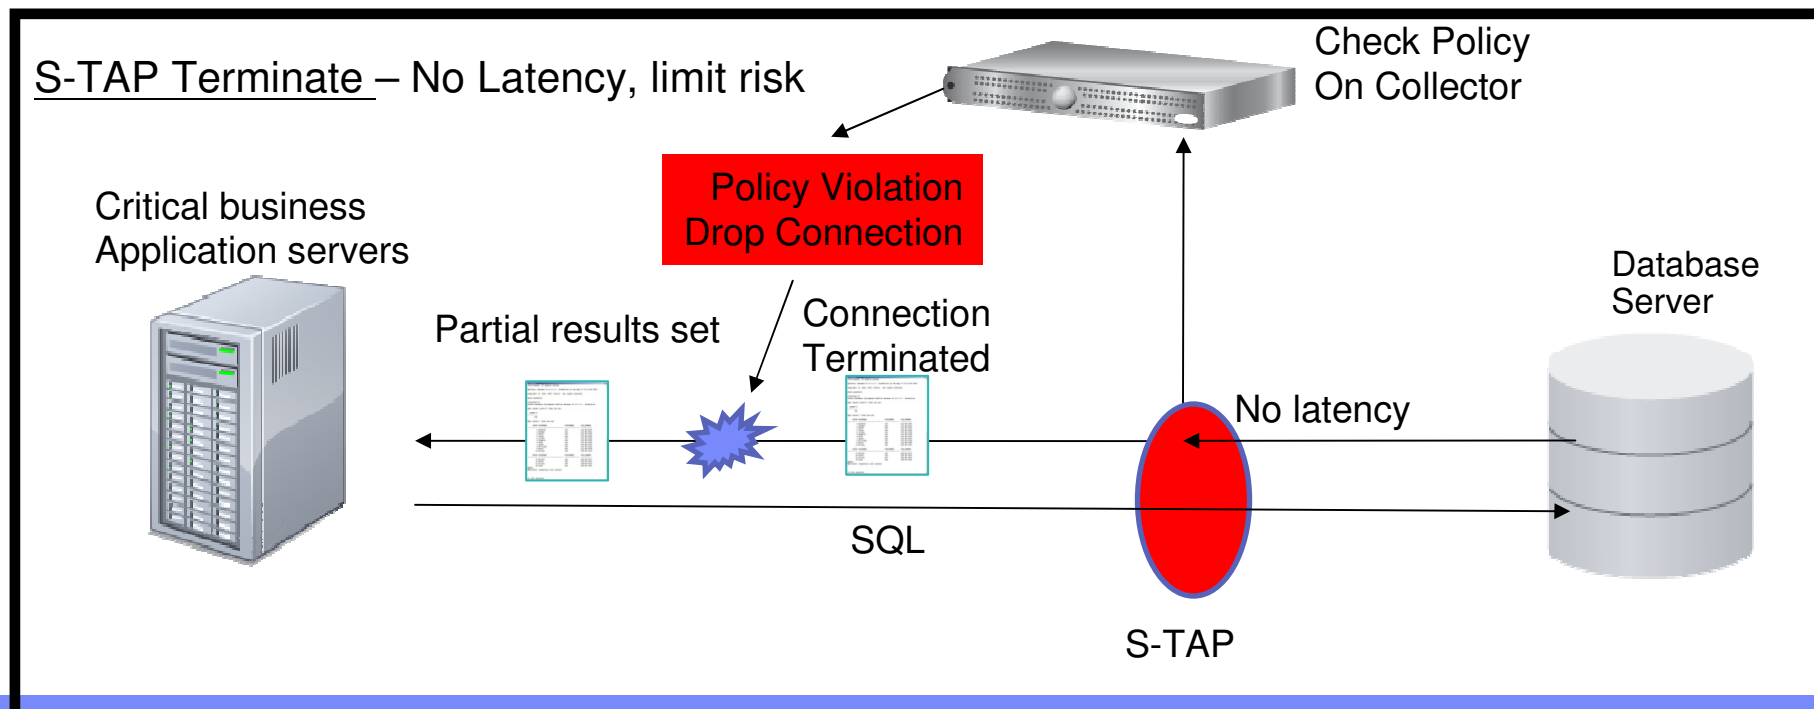 S-TAP Terminate – No Latency, limit risk
Check Policy
On Collector
Policy Violation
Drop Connection
Critical business
Application servers
Partial results set
Connection
Terminated
No latency
Database
Server
SQL
S-TAP